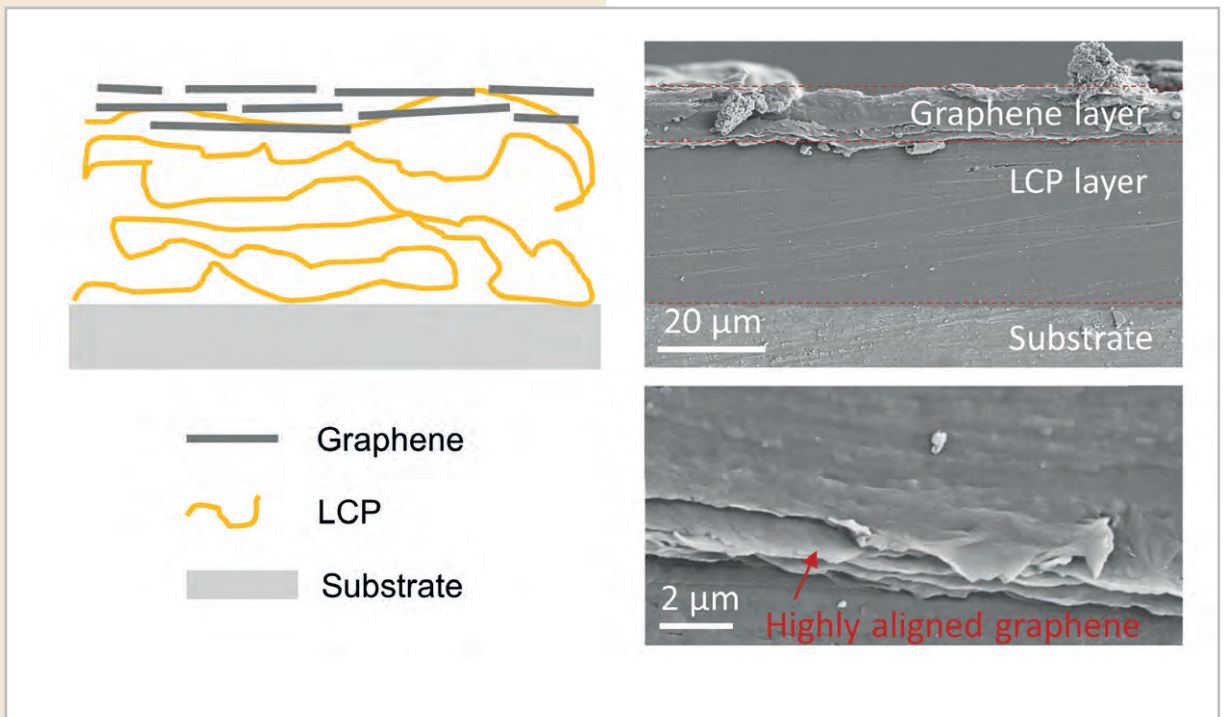 Graphene
LCP
Substrate
Graphene layer
LCP layer
20 μm
Substrate
2 μm
Highly aligned graphene